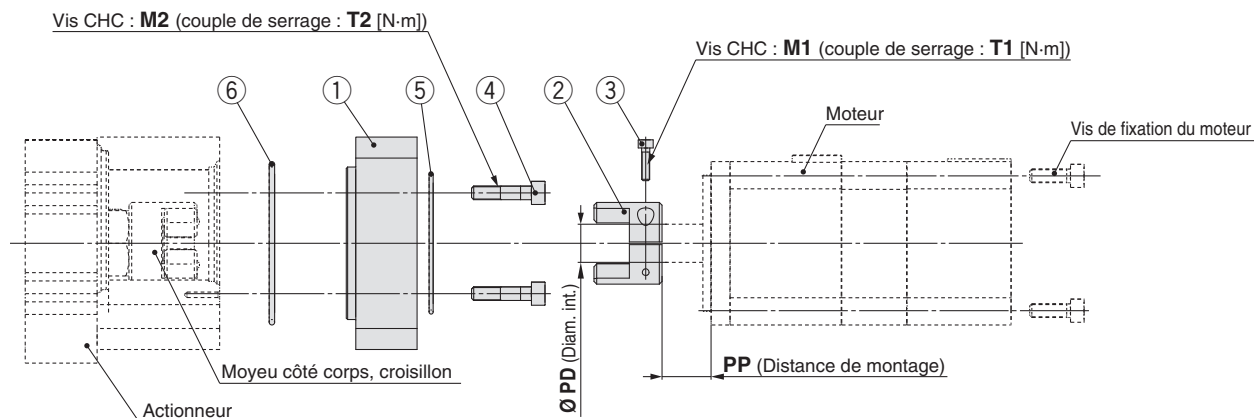 Vis CHC : M2 (couple de serrage : T2 [N·m])
Vis CHC : M1 (couple de serrage : T1 [N·m])
⑥
①
⑤
④
②
③
Moteur
Vis de fixation du moteur
Ø PD (Diam. int.)
PP (Distance de montage)
Moyeu côté corps, croisillon
Actionneur